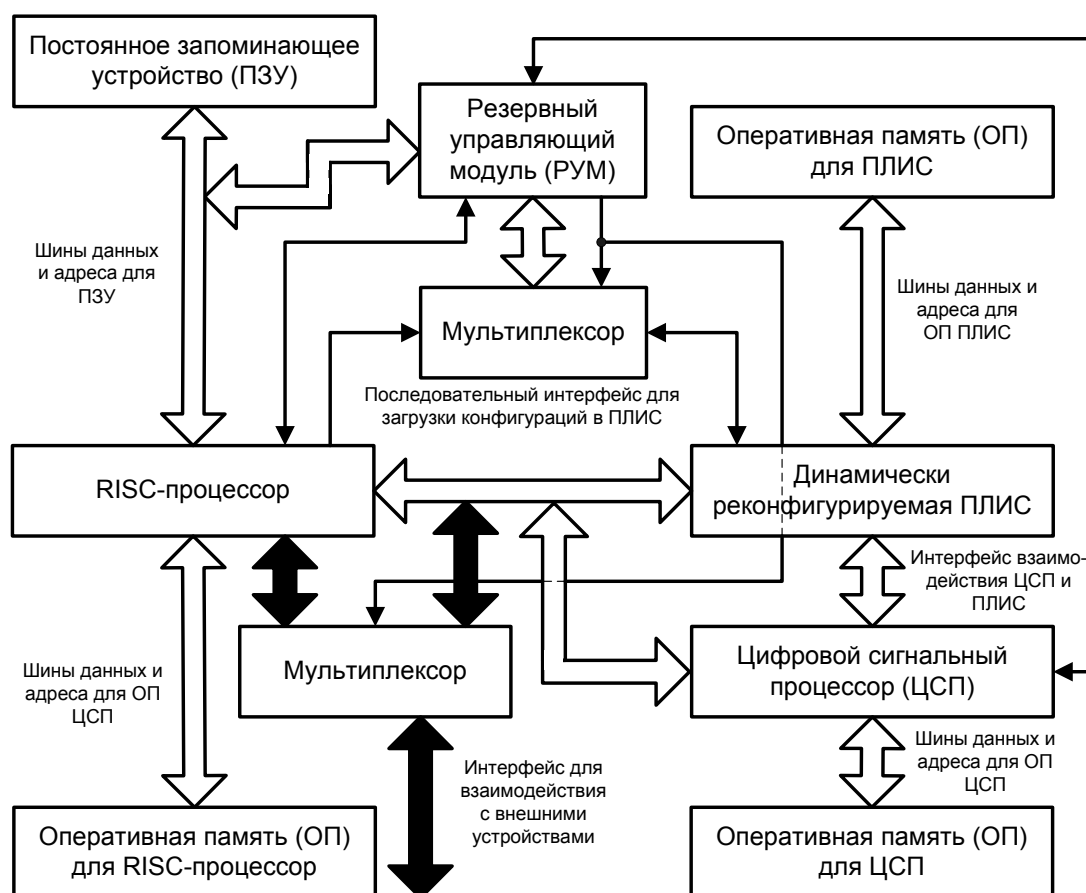 Постоянное запоминающее
устройство (ПЗУ)
Резервный
управляющий
модуль (РУМ)
Оперативная память (ОП)
для ПЛИС
Шины данных
и адреса для
ПЗУ
Шины данных и
адреса для
ОП ПЛИС
Мультиплексор
Последовательный интерфейс для
загрузки конфигураций в ПЛИС
RISC-процессор
Динамически
реконфигурируемая ПЛИС
Интерфейс взаимо-
действия ЦСП и
ПЛИС
Мультиплексор
Цифровой сигнальный
процессор (ЦСП)
Шины данных и
адреса для ОП
ЦСП
Шины данных и
адреса для ОП
ЦСП
Интерфейс для
взаимодействия
с внешними
устройствами
Оперативная память (ОП)
для RISC-процессор
Оперативная память (ОП)
для ЦСП